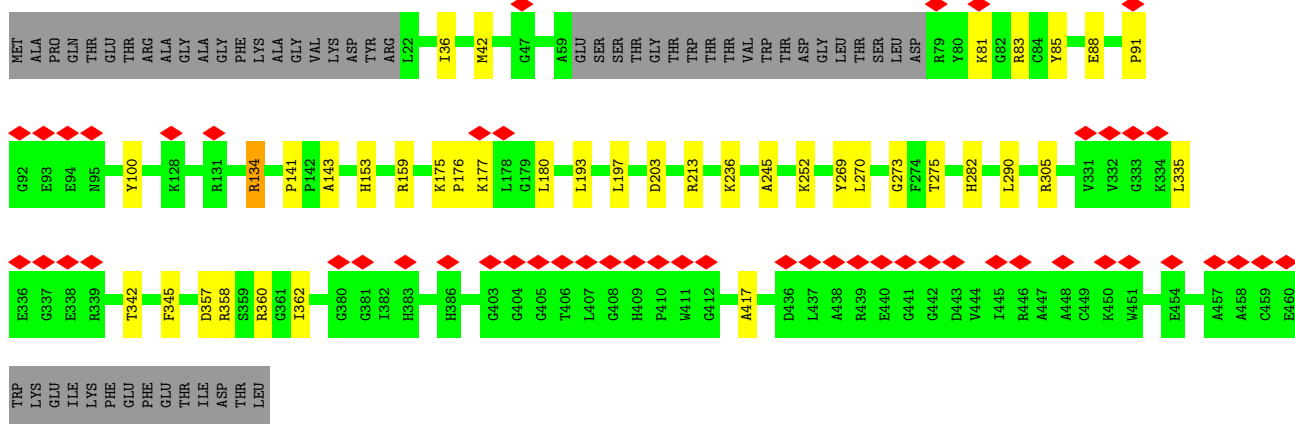 MET ALA PRO GLN THR GLU THR ARG ALA GLY ALA GLY PHE LYS ALA GLY VAL LYS ASP TYR ARG L22 I36 M42 G47 A59 GLU SER SER THR GLY THR TRP THR THR VAL TRP THR ASP GLY LEU THR SER LEU ASP R79 Y80 K81 G82 R83 C84 Y85 E88 P91
G92 E93 E94 N95 Y100 K128 R131 R134 P141 P142 A143 H153 R159 K175 P176 K177 L178 G179 L180 L193 L197 D203 R213 K236 A245 K252 Y269 L270 G273 F274 T275 H282 L290 R305 V331 V332 G333 K334 L335
E336 G337 E338 R339 T342 F345 D357 R358 S359 R360 G361 I362 G380 G381 I382 H383 H386 G403 G404 G405 T406 L407 G408 H409 P410 W411 G412 A417 D436 L437 A438 R439 E440 G441 G442 D443 V444 I445 R446 A447 A448 C449 K450 W451 E454 A457 A458 C459 E460
TRP LYS GLU ILE LYS PHE GLU PHE GLU THR ILE ASP THR LEU